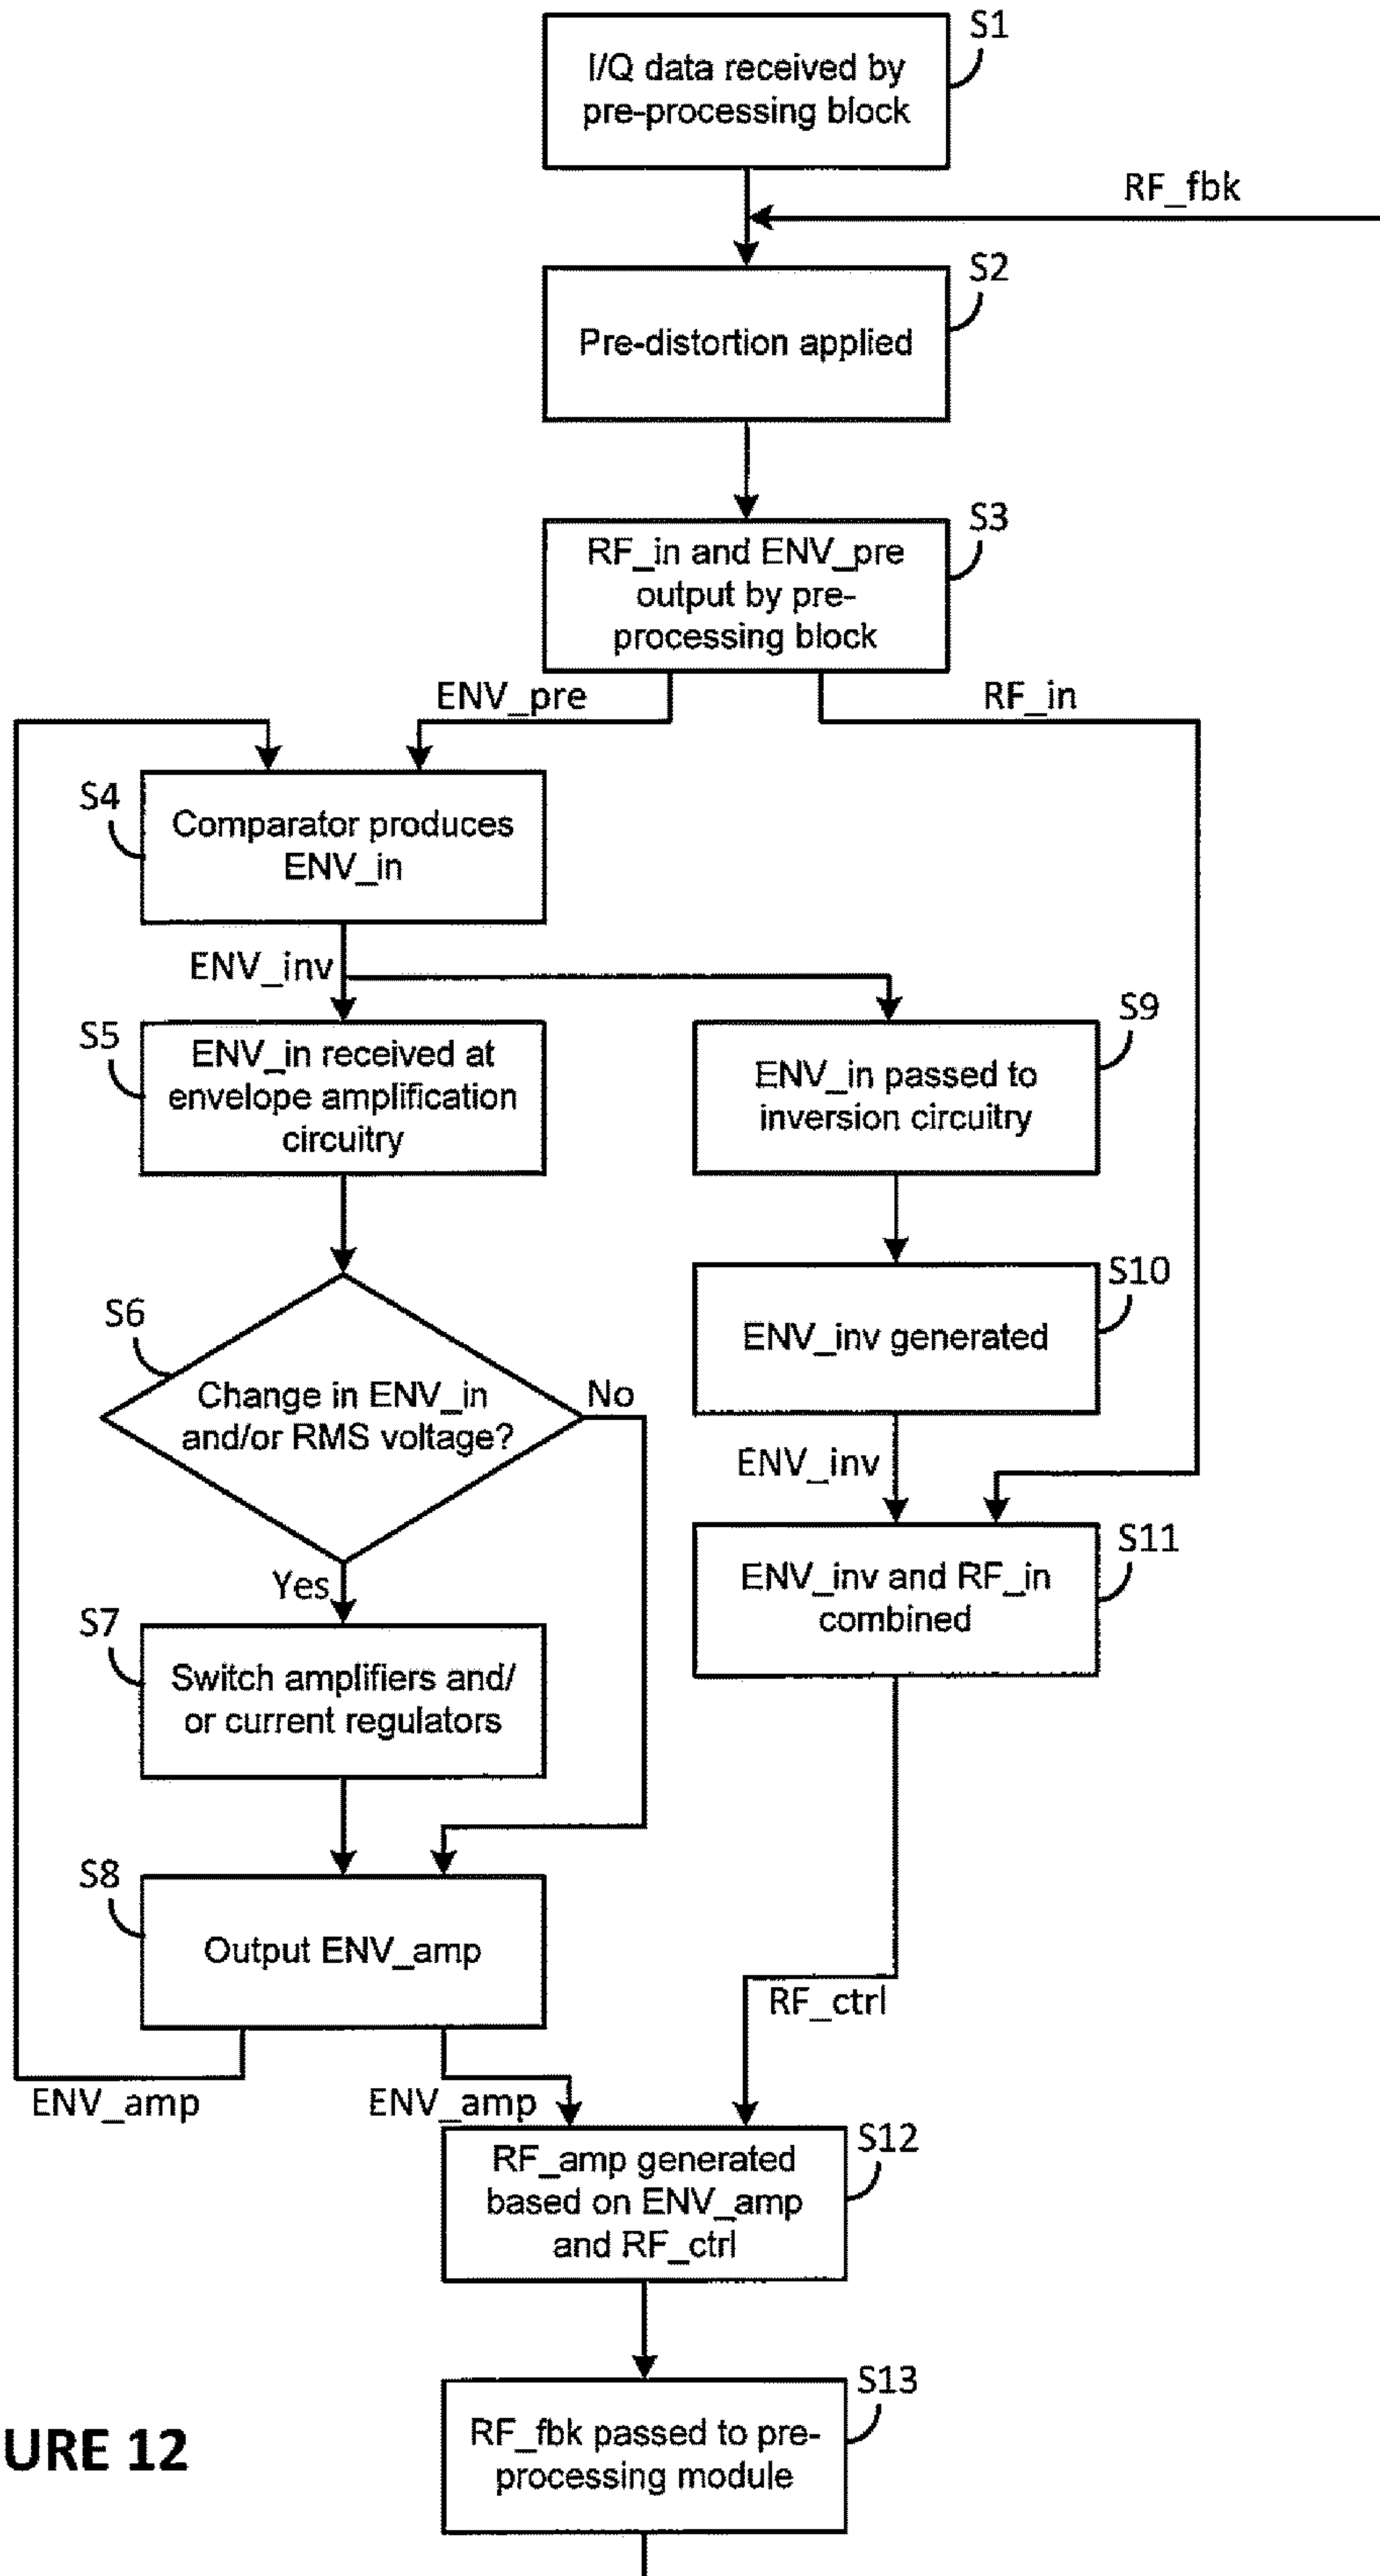 S1
I/Q data received by
pre-processing block
RF_fbk
S2
Pre-distortion applied
S3
RF_in and ENV_pre
output by pre-
processing block
ENV_pre
RF_in
S4
Comparator produces
ENV_in
ENV_inv
S5
ENV_in received at
envelope amplification
circuitry
S9
ENV_in passed to
inversion circuitry
S6
Change in ENV_in
and/or RMS voltage?
No
Yes
S10
ENV_inv generated
ENV_inv
S11
ENV_inv and RF_in
combined
S7
Switch amplifiers and/
or current regulators
S8
Output ENV_amp
RF_ctrl
ENV_amp
ENV_amp
S12
RF_amp generated
based on ENV_amp
and RF_ctrl
S13
RF_fbk passed to pre-
processing module
URE 12